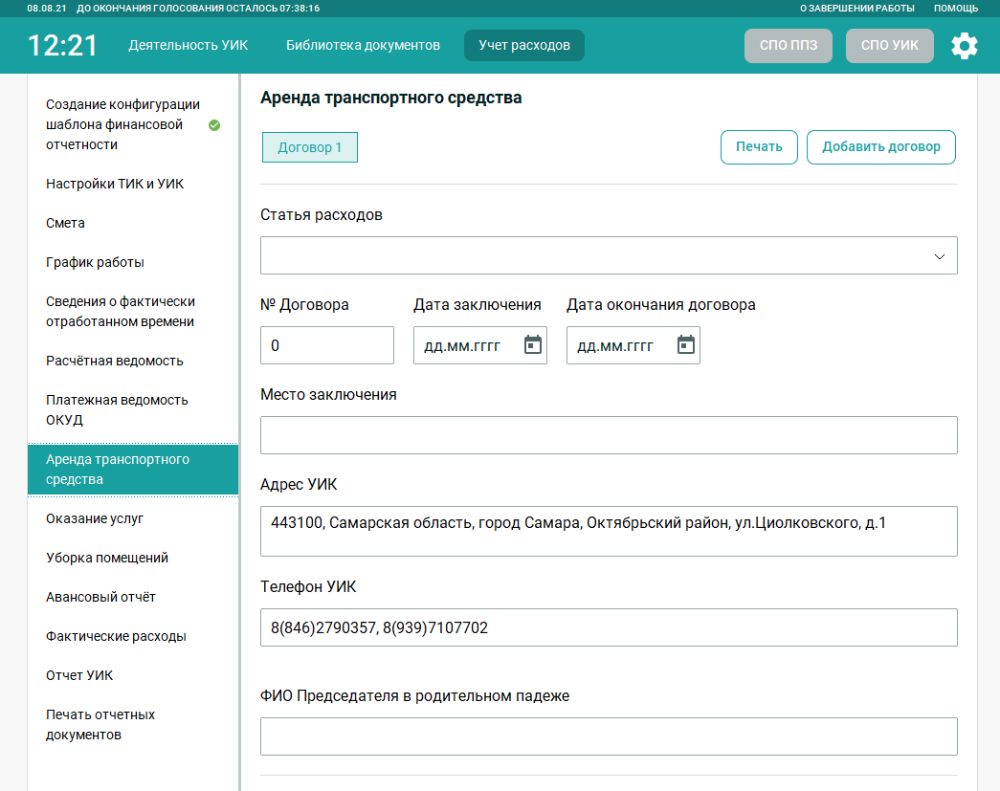 08.08.21 ДО ОКОНЧАНИЯ ГОЛОСОВАНИЯ ОСТАЛОСЬ 07:38:16 О ЗАВЕРШЕНИИ РАБОТЫ ПОМОЩЬ
12:21 Деятельность УИК Библиотека документов Учет расходов СПО ППЗ СПО УИК
Создание конфигурации
шаблона финансовой
отчетности
Настройки ТИК и УИК
Смета
График работы
Сведения о фактически
отработанном времени
Расчётная ведомость
Платежная ведомость
ОКУД
Аренда транспортного
средства
Оказание услуг
Уборка помещений
Авансовый отчёт
Фактические расходы
Отчет УИК
Печать отчетных
документов
Аренда транспортного средства
Договор 1 Печать Добавить договор
Статья расходов
№ Договора Дата заключения Дата окончания договора
0 дд.мм.гггг дд.мм.гггг
Место заключения
Адрес УИК
443100, Самарская область, город Самара, Октябрьский район, ул.Циолковского, д.1
Телефон УИК
8(846)2790357, 8(939)7107702
ФИО Председателя в родительном падеже